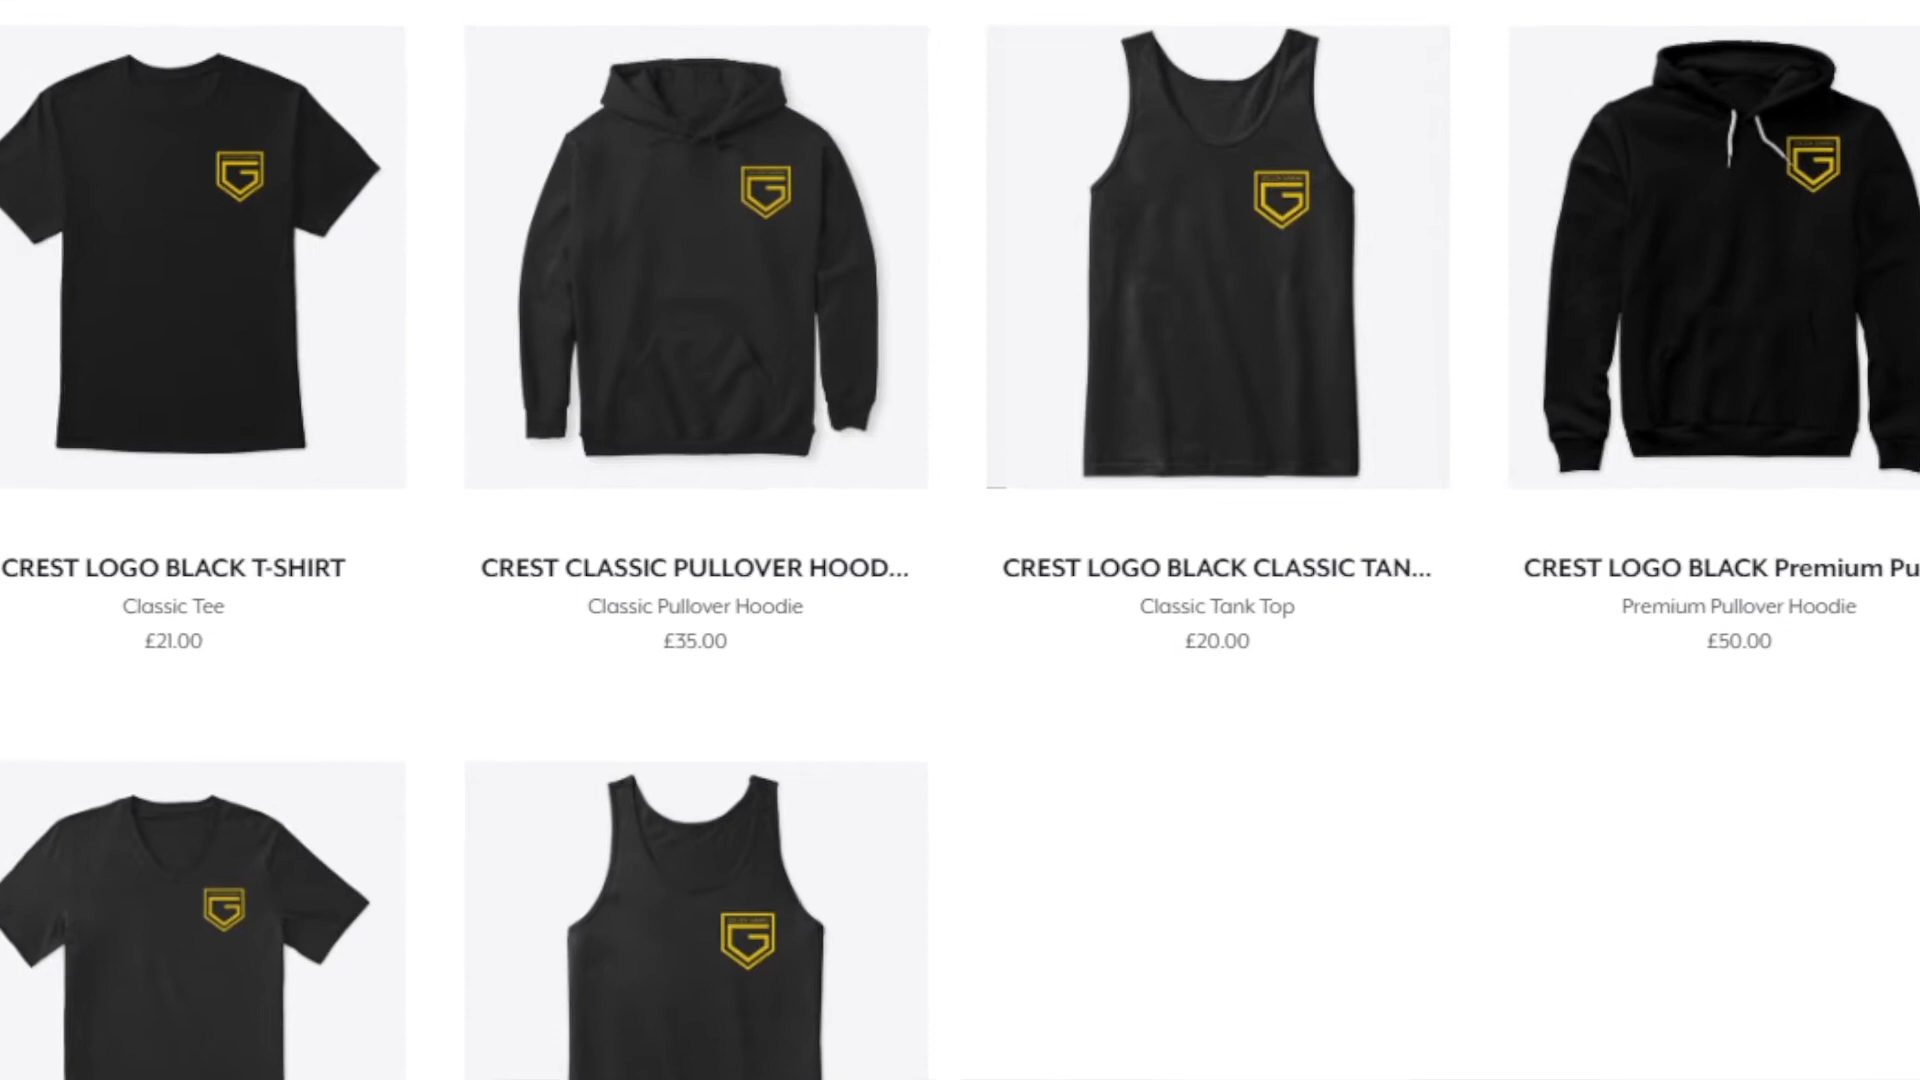 CREST LOGO BLACK T-SHIRT
Classic Tee
£21.00
CREST CLASSIC PULLOVER HOOD...
Classic Pullover Hoodie
£35.00
CREST LOGO BLACK CLASSIC TAN...
Classic Tank Top
£20.00
CREST LOGO BLACK Premium Pu
Premium Pullover Hoodie
£50.00